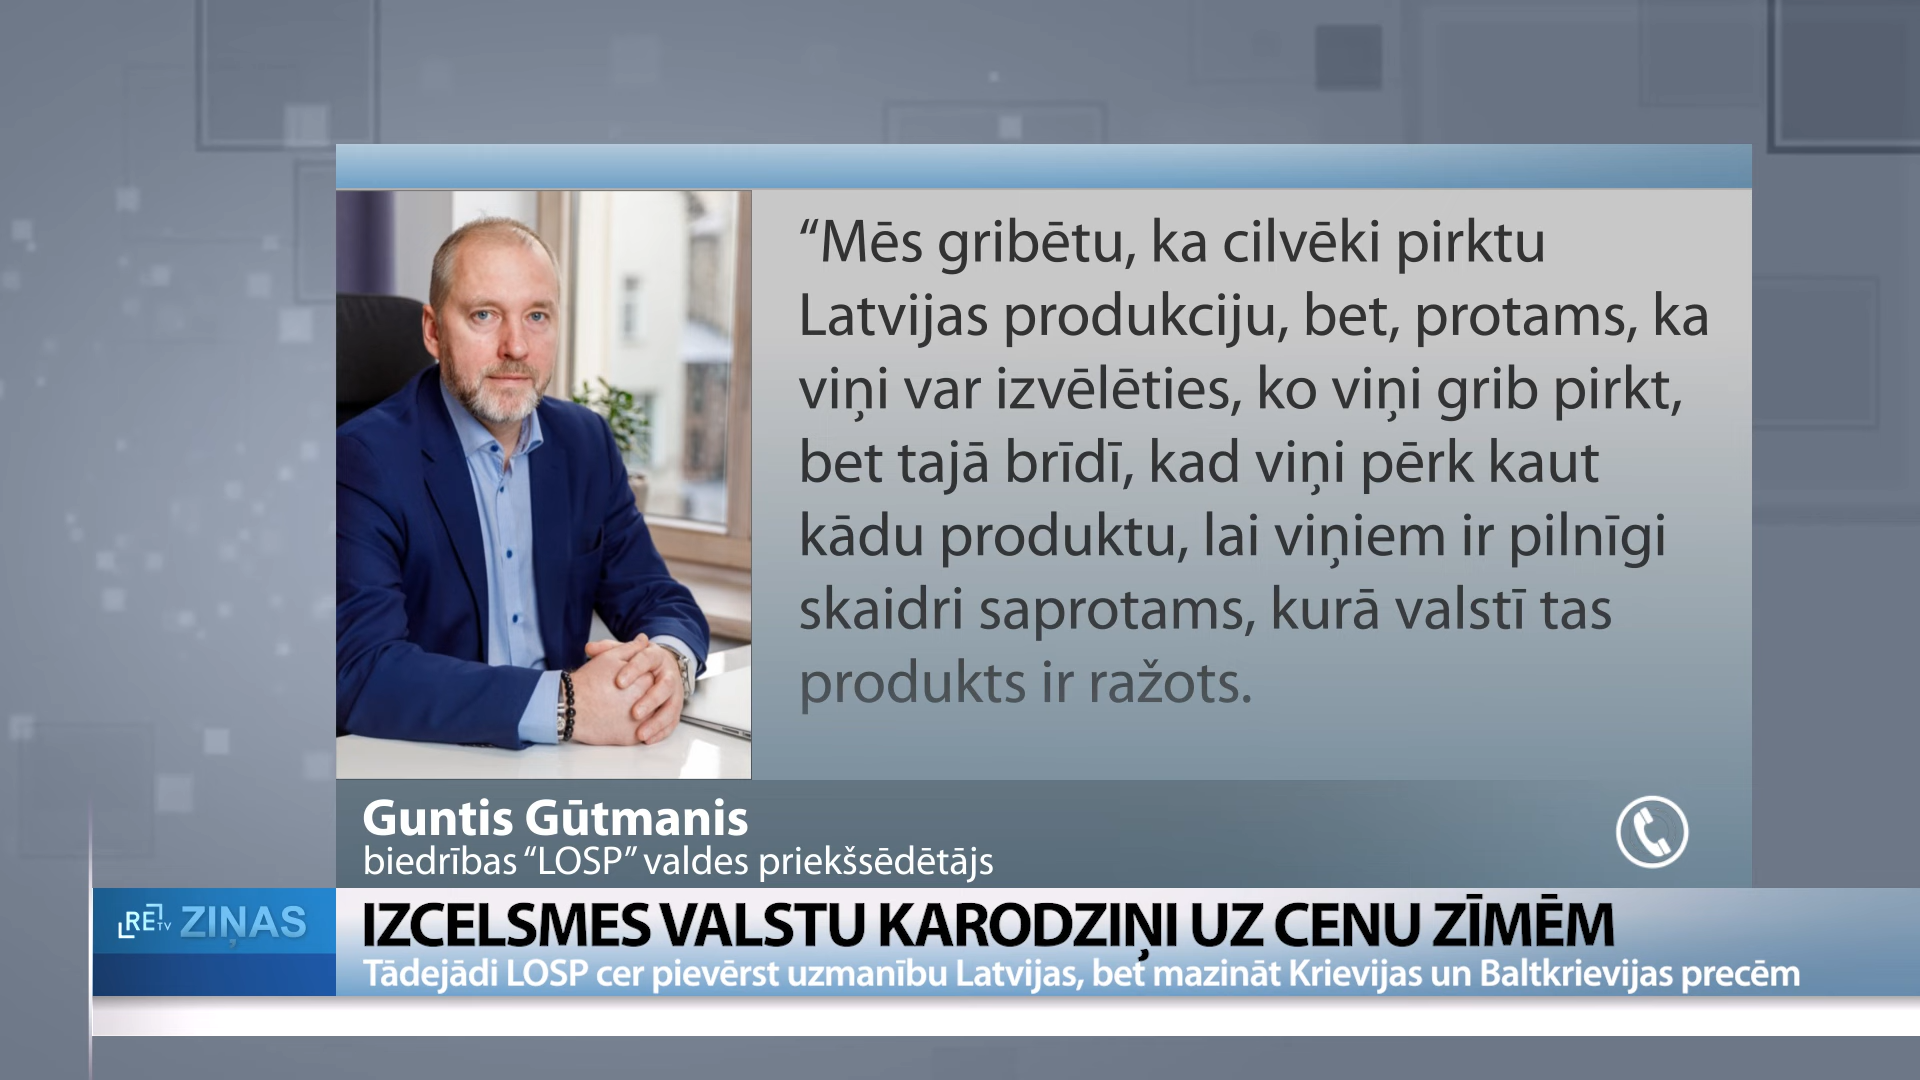 “Mēs gribētu, ka cilvēki pirktu
Latvijas produkciju, bet, protams, ka
viņi var izvēlēties, ko viņi grib pirkt,
bet tajā brīdī, kad viņi pērk kaut
kādu produktu, lai viņiem ir pilnīgi
skaidri saprotams, kurā valstī tas
produkts ir ražots.
Guntis Gūtmanis
biedrības “LOSP” valdes priekšsēdētājs
RE TV ZIŅAS
IZCELSMES VALSTU KARODZIŅI UZ CENU ZĪMĒM
Tādejādi LOSP cer pievērst uzmanību Latvijas, bet mazināt Krievijas un Baltkrievijas precēm